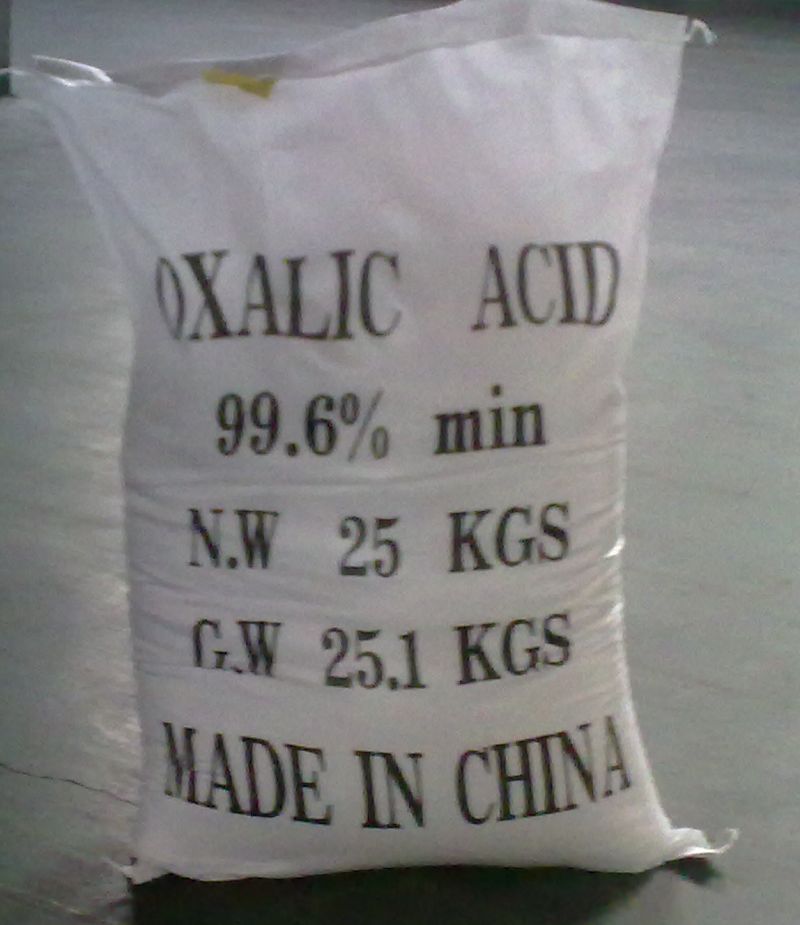 OXALIC ACID
99.6% min
N.W 25 KGS
G.W 25.1 KGS
MADE IN CHINA